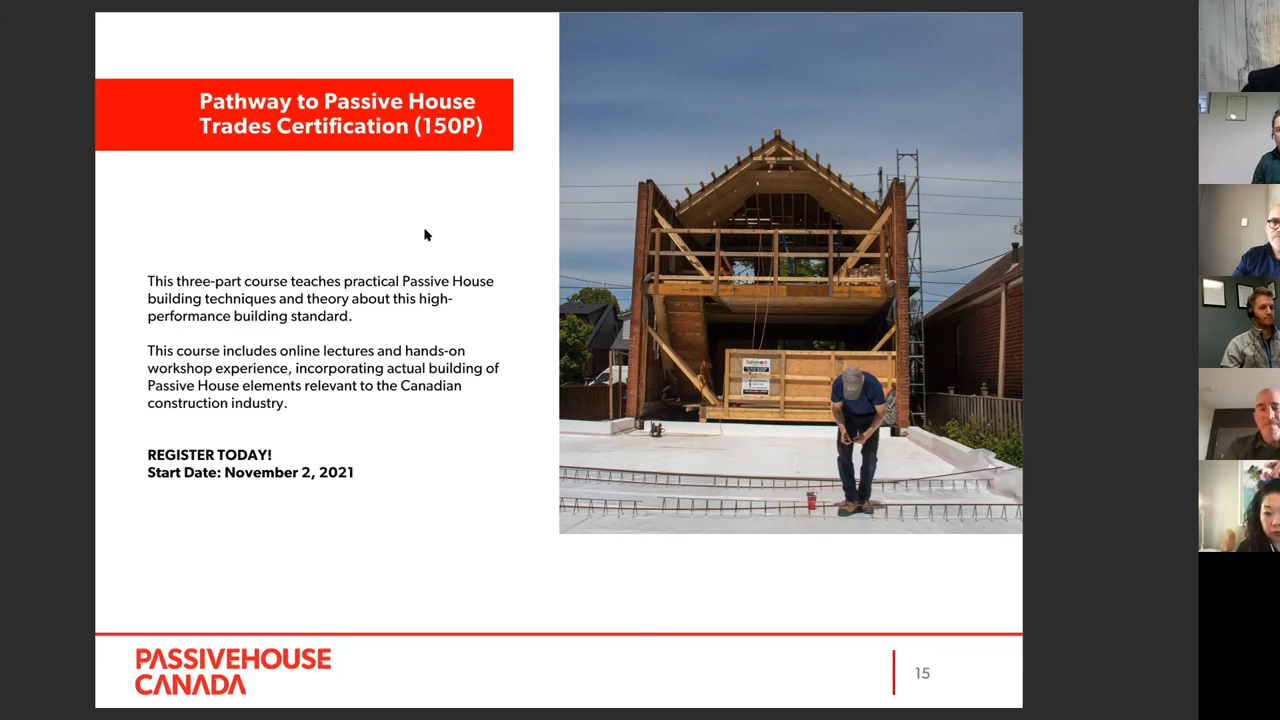 Pathway to Passive House
Trades Certification (150P)
This three-part course teaches practical Passive House
building techniques and theory about this high-
performance building standard.
This course includes online lectures and hands-on
workshop experience, incorporating actual building of
Passive House elements relevant to the Canadian
construction industry.
REGISTER TODAY!
Start Date: November 2, 2021
PASSIVEHOUSE
CANADA
15